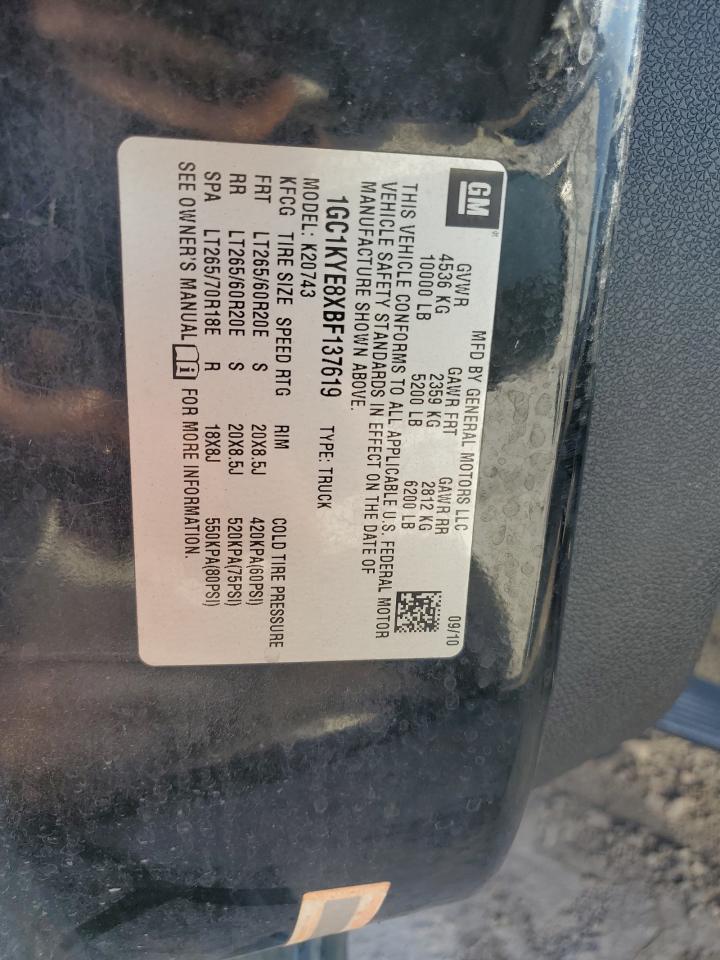 GM
MFD BY GENERAL MOTORS LLC 09/10
GVWR GAWR FRT GAWR RR
4536 KG 2359 KG 2812 KG
10000 LB 5200 LB 6200 LB
THIS VEHICLE CONFORMS TO ALL APPLICABLE U.S. FEDERAL MOTOR
VEHICLE SAFETY STANDARDS IN EFFECT ON THE DATE OF
MANUFACTURE SHOWN ABOVE.
1GC1KYE8XBF137619 TYPE: TRUCK
MODEL: K20743
KFCG TIRE SIZE SPEED RTG RIM COLD TIRE PRESSURE
FRT LT265/60R20E S 20X8.5J 420KPA(60PSI)
RR LT265/60R20E S 20X8.5J 520KPA(75PSI)
SPA LT265/70R18E R 18X8J 550KPA(80PSI)
SEE OWNER'S MANUAL FOR MORE INFORMATION.